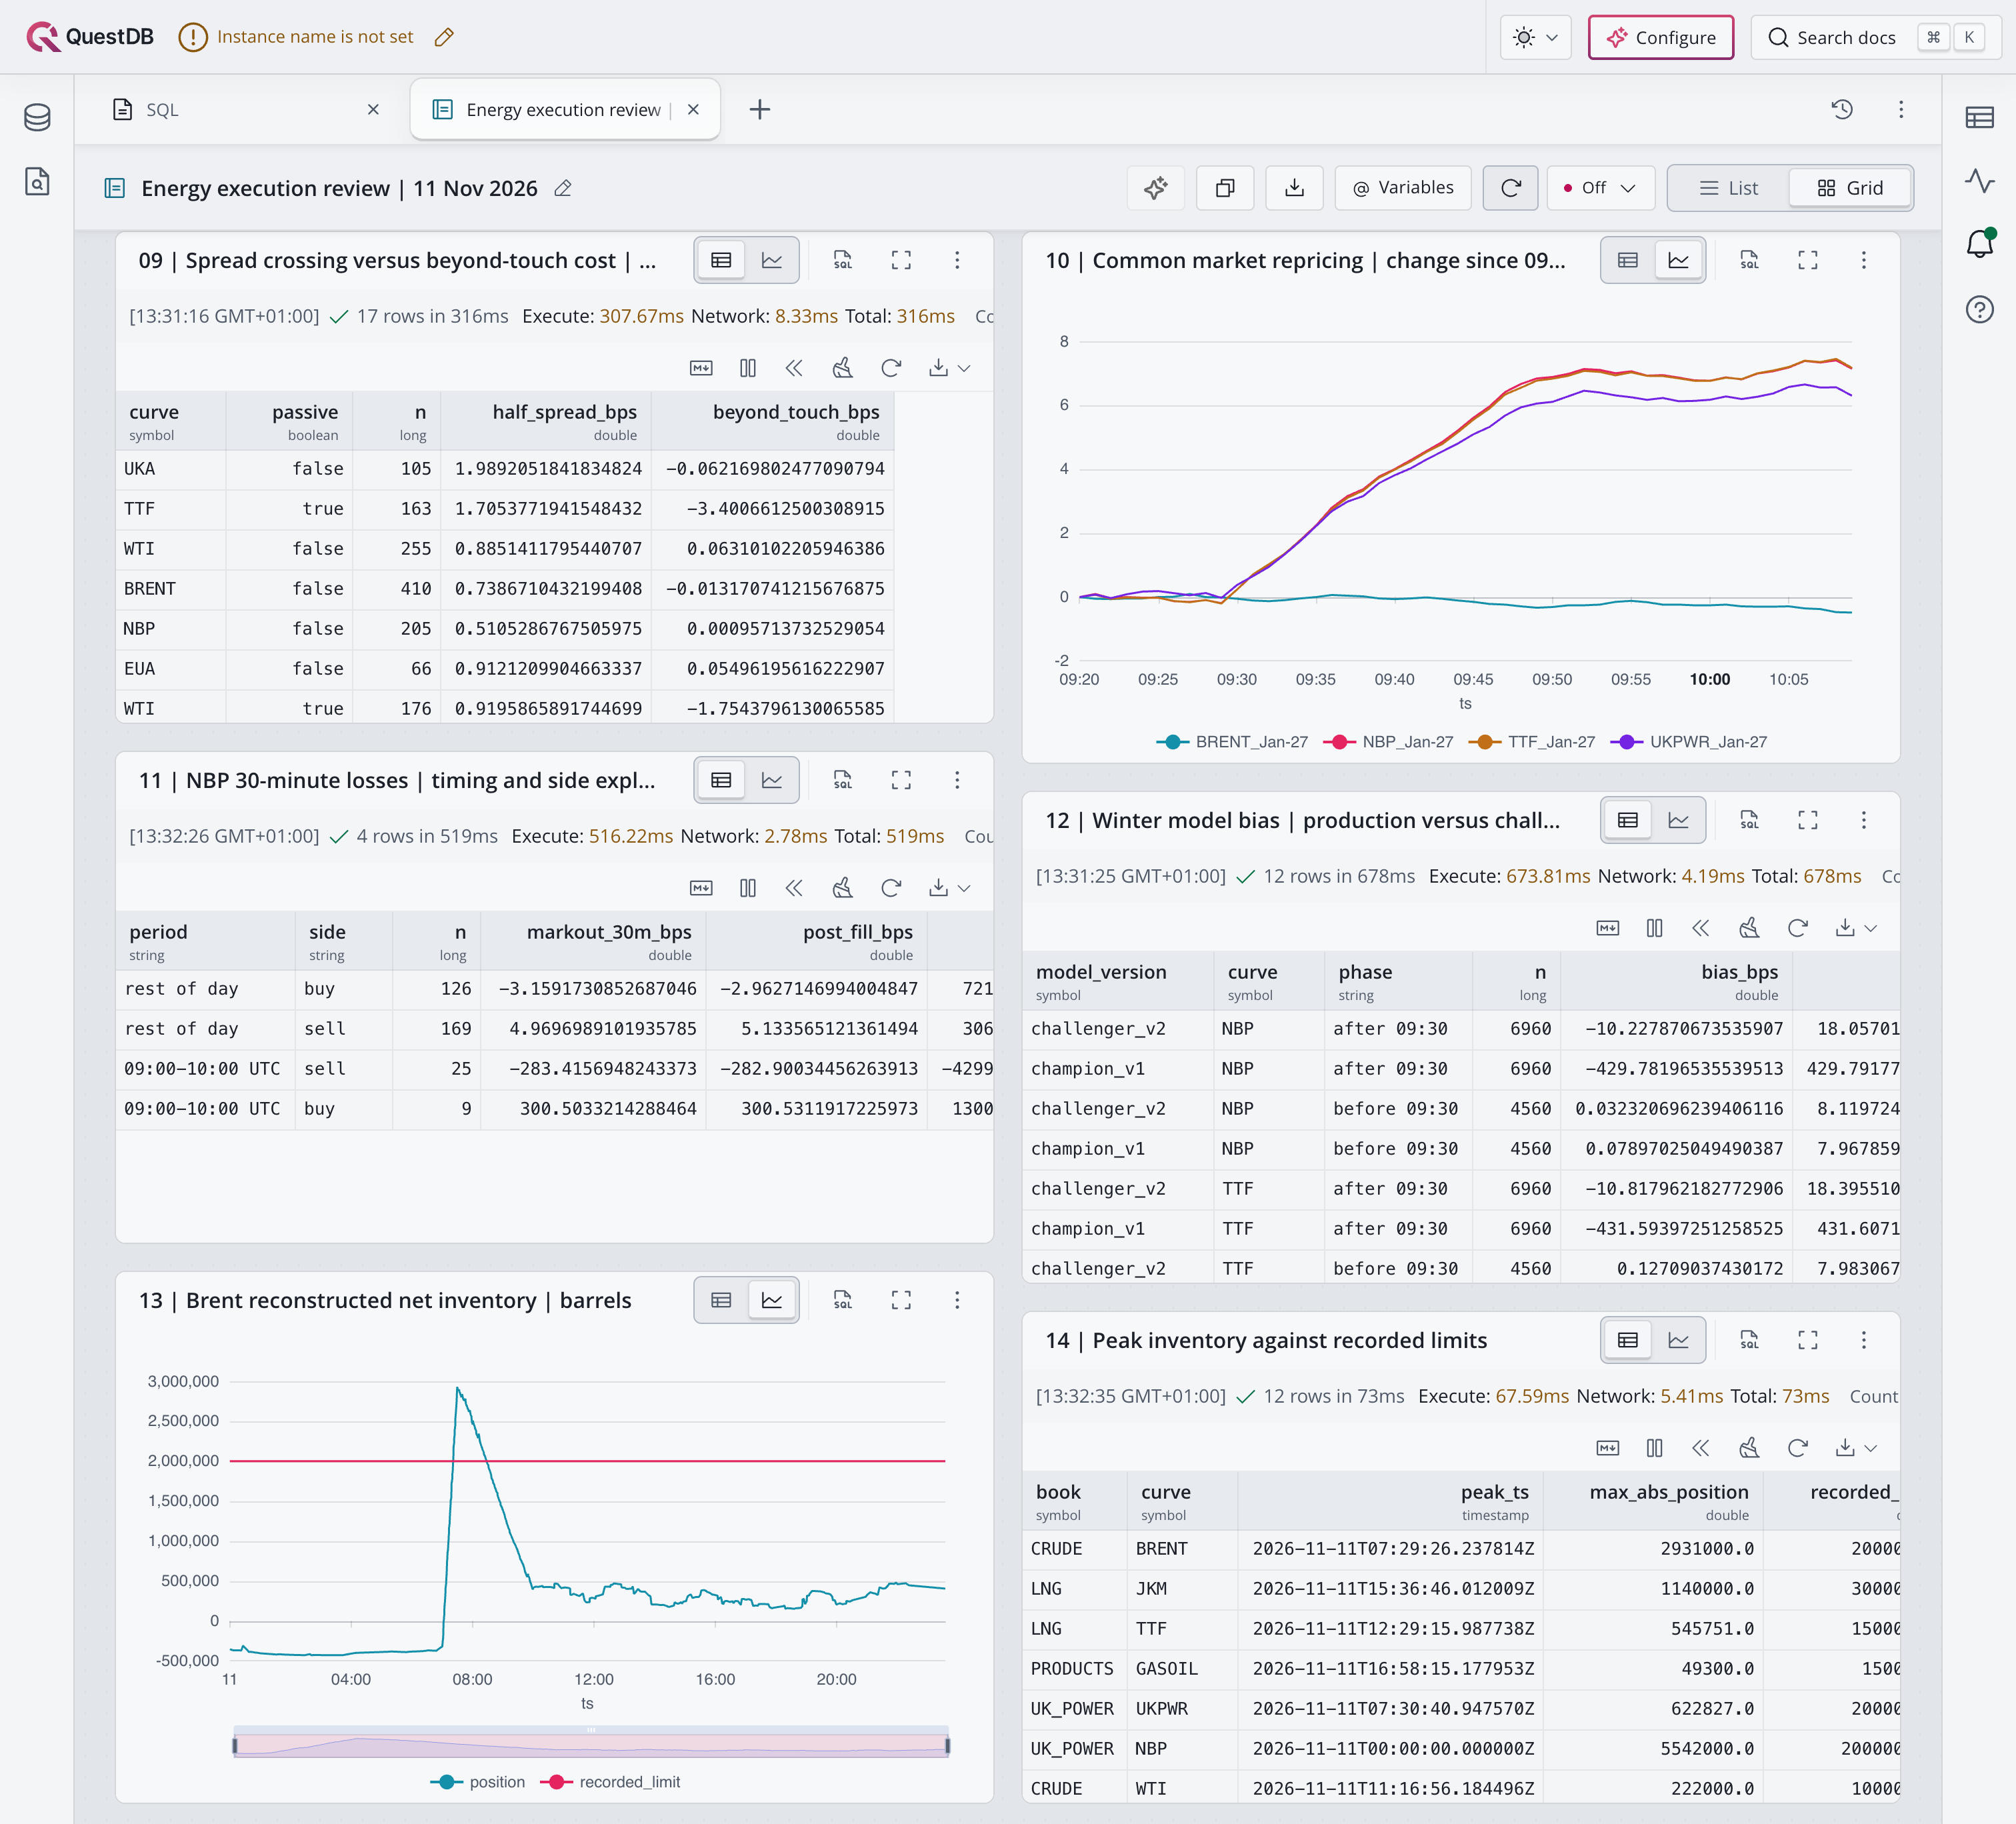 QuestDB
Instance name is not set
Configure
Search docs
⌘ K
SQL
Energy execution review |
Energy execution review | 11 Nov 2026
@ Variables
Off
List
Grid
09 | Spread crossing versus beyond-touch cost | ...
SQL
[13:31:16 GMT+01:00] 17 rows in 316ms Execute: 307.67ms Network: 8.33ms Total: 316ms Co
curve passive n half_spread_bps beyond_touch_bps
symbol boolean long double double
UKA false 105 1.9892051841834824 −0.062169802477090794
TTF true 163 1.7053771941548432 −3.4006612500308915
WTI false 255 0.8851411795440707 0.06310102205946386
BRENT false 410 0.7386710432199408 −0.013170741215676875
NBP false 205 0.5105286767505975 0.00095713732529054
EUA false 66 0.9121209904663337 0.05496195616222907
WTI true 176 0.9195865891744699 −1.7543796130065585
10 | Common market repricing | change since 09...
SQL
8
6
4
2
0
-2
09:20 09:25 09:30 09:35 09:40 09:45 09:50 09:55 10:00 10:05
ts
BRENT_Jan-27 NBP_Jan-27 TTF_Jan-27 UKPWR_Jan-27
11 | NBP 30-minute losses | timing and side expl...
SQL
[13:32:26 GMT+01:00] 4 rows in 519ms Execute: 516.22ms Network: 2.78ms Total: 519ms Cou
period side n markout_30m_bps post_fill_bps
string string long double double
rest of day buy 126 −3.1591730852687046 −2.9627146994004847 721
rest of day sell 169 4.9696989101935785 5.133565121361494 306
09:00−10:00 UTC sell 25 −283.4156948243373 −282.90034456263913 −4299
09:00−10:00 UTC buy 9 300.5033214288464 300.5311917225973 1300
12 | Winter model bias | production versus chall...
SQL
[13:31:25 GMT+01:00] 12 rows in 678ms Execute: 673.81ms Network: 4.19ms Total: 678ms Co
model_version curve phase n bias_bps
symbol symbol string long double
challenger_v2 NBP after 09:30 6960 −10.227870673535907 18.05701
champion_v1 NBP after 09:30 6960 −429.78196535539513 429.79177
challenger_v2 NBP before 09:30 4560 0.032320696239406116 8.119724
champion_v1 NBP before 09:30 4560 0.07897025049490387 7.967859
challenger_v2 TTF after 09:30 6960 −10.817962182772906 18.395510
champion_v1 TTF after 09:30 6960 −431.59397251258525 431.6071
challenger_v2 TTF before 09:30 4560 0.12709037430172 7.983067
13 | Brent reconstructed net inventory | barrels
SQL
3,000,000
2,500,000
2,000,000
1,500,000
1,000,000
500,000
0
-500,000
11 04:00 08:00 12:00 16:00 20:00
ts
position recorded_limit
14 | Peak inventory against recorded limits
SQL
[13:32:35 GMT+01:00] 12 rows in 73ms Execute: 67.59ms Network: 5.41ms Total: 73ms Count
book curve peak_ts max_abs_position recorded_
symbol symbol timestamp double
CRUDE BRENT 2026−11−11T07:29:26.237814Z 2931000.0 20000
LNG JKM 2026−11−11T15:36:46.012009Z 1140000.0 30000
LNG TTF 2026−11−11T12:29:15.987738Z 545751.0 15000
PRODUCTS GASOIL 2026−11−11T16:58:15.177953Z 49300.0 1500
UK_POWER UKPWR 2026−11−11T07:30:40.947570Z 622827.0 20000
UK_POWER NBP 2026−11−11T00:00:00.000000Z 5542000.0 200000
CRUDE WTI 2026−11−11T11:16:56.184496Z 222000.0 10000